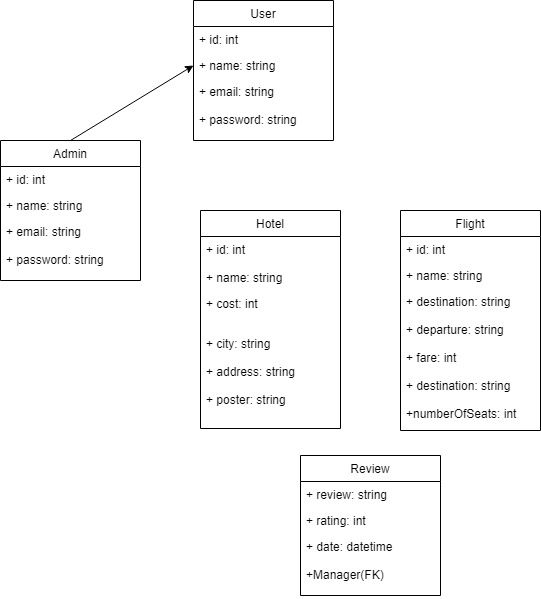 User
+ id: int
+ name: string
+ email: string
+ password: string
Admin
+ id: int
+ name: string
+ email: string
+ password: string
Hotel
+ id: int
+ name: string
+ cost: int
+ city: string
+ address: string
+ poster: string
Flight
+ id: int
+ name: string
+ destination: string
+ departure: string
+ fare: int
+ destination: string
+numberOfSeats: int
Review
+ review: string
+ rating: int
+ date: datetime
+Manager(FK)